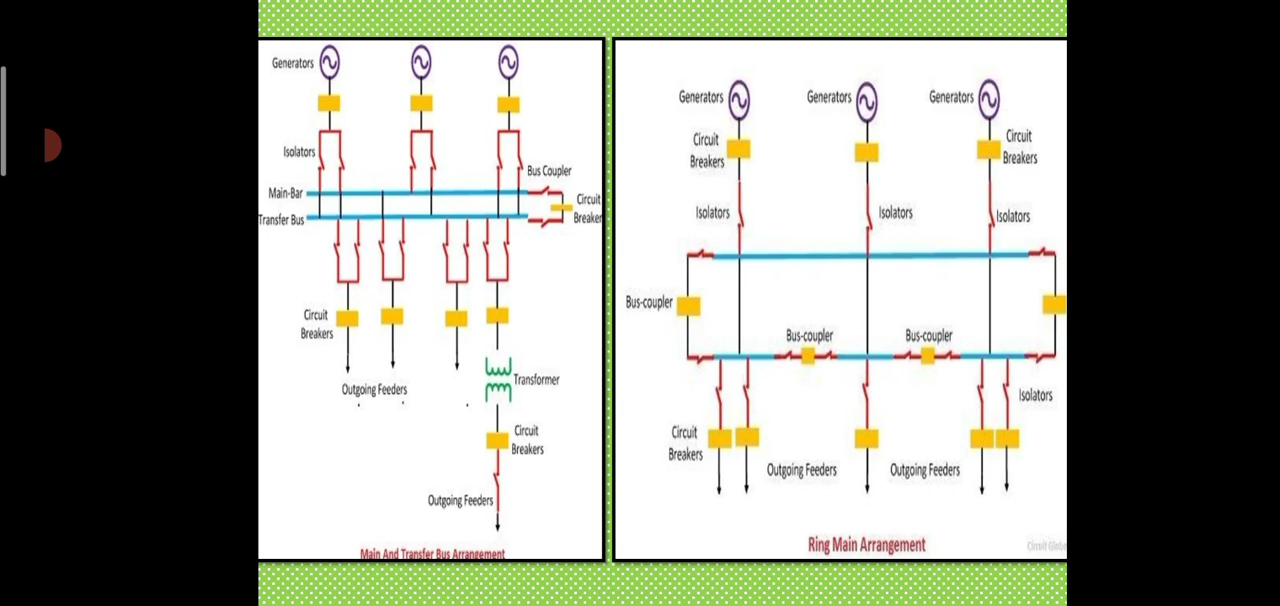 Generators
Isolators
Bus Coupler
Main-Bar
Circuit
Breaker
Transfer Bus
Circuit
Breakers
Outgoing Feeders
Transformer
Circuit
Breakers
Outgoing Feeders
Main And Transfer Bus Arrangement
Generators
Generators
Generators
Circuit
Breakers
Circuit
Breakers
Isolators
Isolators
Isolators
Bus-coupler
Bus-coupler
Bus-coupler
Isolators
Circuit
Breakers
Outgoing Feeders
Outgoing Feeders
Ring Main Arrangement
Circuit Globe